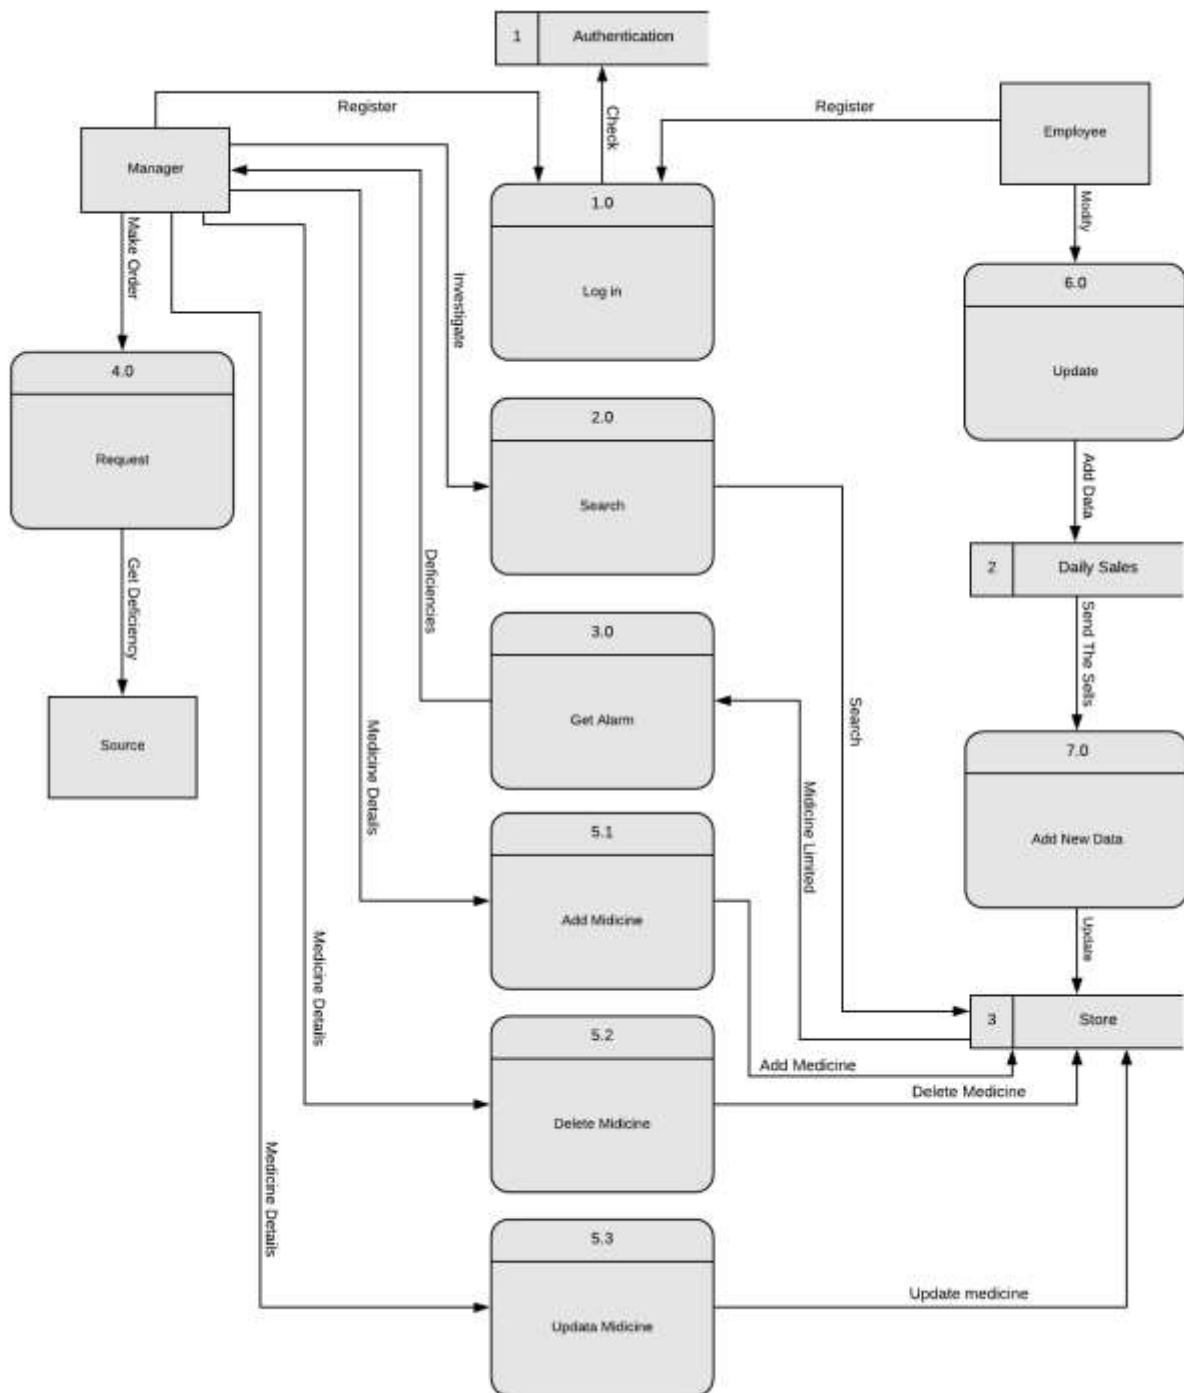 1 Authentication
Register
Check
Register
Manager
Employee
1.0
Log in
Make Order
Investigate
Modify
6.0
Update
4.0
Request
2.0
Search
Add Data
Get Deficiency
Deficiencies
2 Daily Sales
Send The Sells
3.0
Get Alarm
Source
Search
Medicine Details
Midicine Limited
7.0
Add New Data
5.1
Add Midicine
Update
Medicine Details
3 Store
5.2
Delete Midicine
Add Medicine
Delete Medicine
Medicine Details
5.3
Updata Midicine
Update medicine